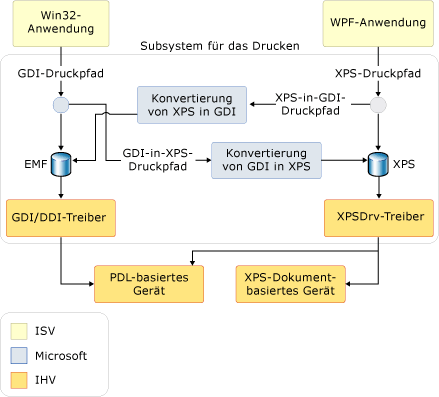 Win32-
Anwendung
WPF-Anwendung
Subsystem für das Drucken
GDI-Druckpfad
XPS-Druckpfad
Konvertierung
von XPS in GDI
XPS-in-GDI-
Druckpfad
EMF
GDI-in-XPS-
Druckpfad
Konvertierung
von GDI in XPS
XPS
GDI/DDI-Treiber
XPSDrv-Treiber
PDL-basiertes
Gerät
XPS-Dokument-
basiertes Gerät
ISV
Microsoft
IHV